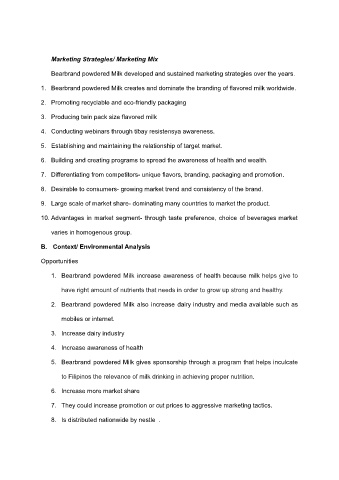 Marketing Strategies/ Marketing Mix
Bearbrand powdered Milk developed and sustained marketing strategies over the years.
1. Bearbrand powdered Milk creates and dominate the branding of flavored milk worldwide.
2. Promoting recyclable and eco-friendly packaging
3. Producing twin pack size flavored milk
4. Conducting webinars through tibay resistensya awareness.
5. Establishing and maintaining the relationship of target market.
6. Building and creating programs to spread the awareness of health and wealth.
7. Differentiating from competitors- unique flavors, branding, packaging and promotion.
8. Desirable to consumers- growing market trend and consistency of the brand.
9. Large scale of market share- dominating many countries to market the product.
10. Advantages in market segment- through taste preference, choice of beverages market
varies in homogenous group.
B. Context/ Environmental Analysis
Opportunities
1. Bearbrand powdered Milk increase awareness of health because milk helps give to
have right amount of nutrients that needs in order to grow up strong and healthy.
2. Bearbrand powdered Milk also increase dairy industry and media available such as
mobiles or internet.
3. Increase dairy industry
4. Increase awareness of health
5. Bearbrand powdered Milk gives sponsorship through a program that helps inculcate
to Filipinos the relevance of milk drinking in achieving proper nutrition.
6. Increase more market share
7. They could increase promotion or cut prices to aggressive marketing tactics.
8. Is distributed nationwide by nestle .